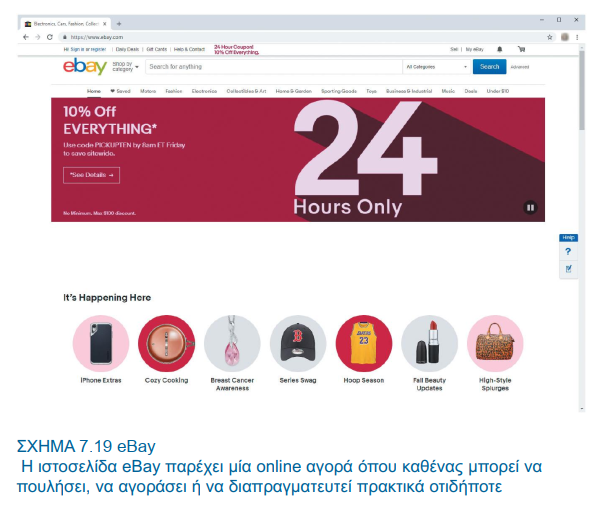 Electronics, Cars, Fashion, Collect
https://www.ebay.com
Hi Sign in or register | Daily Deals | Gift Cards | Help & Contact
24 Hour Coupon
10% Off Everything.
Sell | My eBay
ebay Shop by category Search for anything All Categories Search Advanced
Home Saved Motors Fashion Electronics Collectibles & Art Home & Garden Sporting Goods Toys Business & Industrial Music Deals Under $10
10% Off
EVERYTHING*
Use code PICKUPTEN by 8am ET Friday
to save sitewide.
*See Details →
No Minimum. Max $100 discount.
24
Hours Only
Help
?
It's Happening Here
B
23
iPhone Extras Cozy Cooking Breast Cancer Awareness Series Swag Hoop Season Fall Beauty Updates High-Style Splurges
ΣΧΗΜΑ 7.19 eBay
Η ιστοσελίδα eBay παρέχει μία online αγορά όπου καθένας μπορεί να
πουλήσει, να αγοράσει ή να διαπραγματευτεί πρακτικά οτιδήποτε